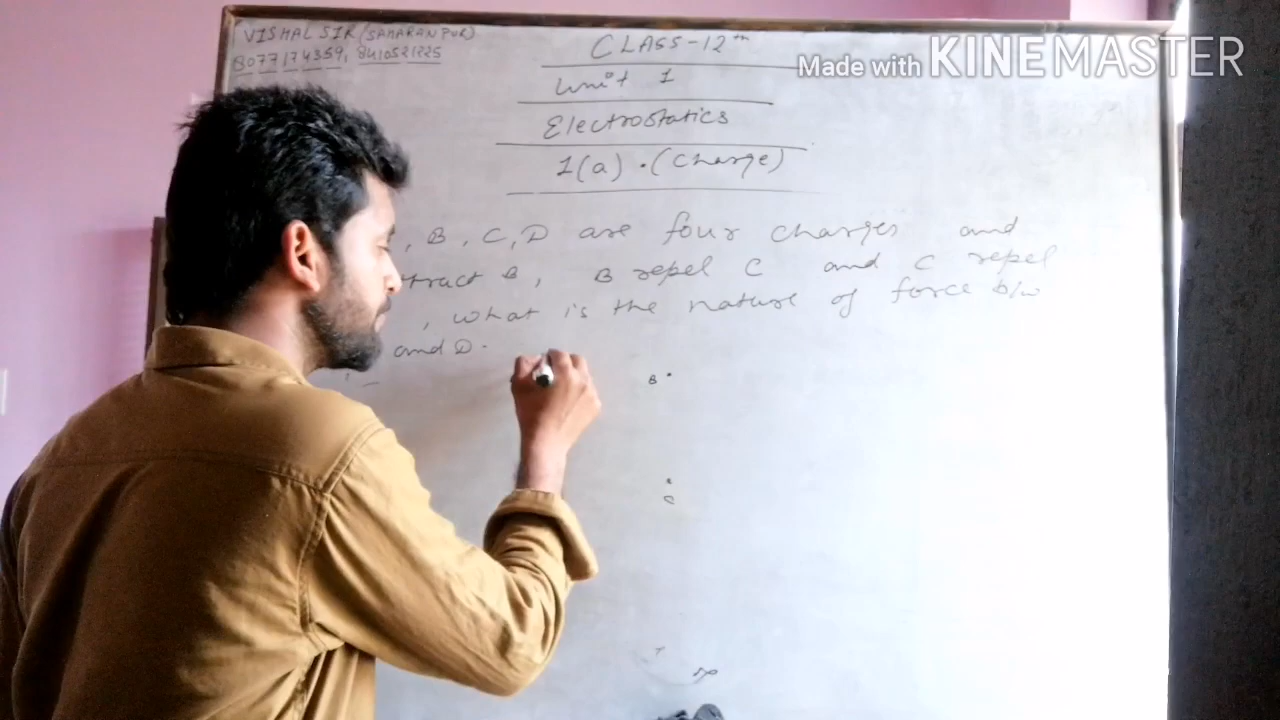 VISHAL SIR (SAHARANPUR)
8077174359, 8410521225
Made with KINEMASTER
CLASS-12th
Unit 1
Electrostatics
1(a) . (Charge)
, B, C, D are four charges and
tract B, B repel C and C repel
, what is the nature of force b/w
and D.
B
C